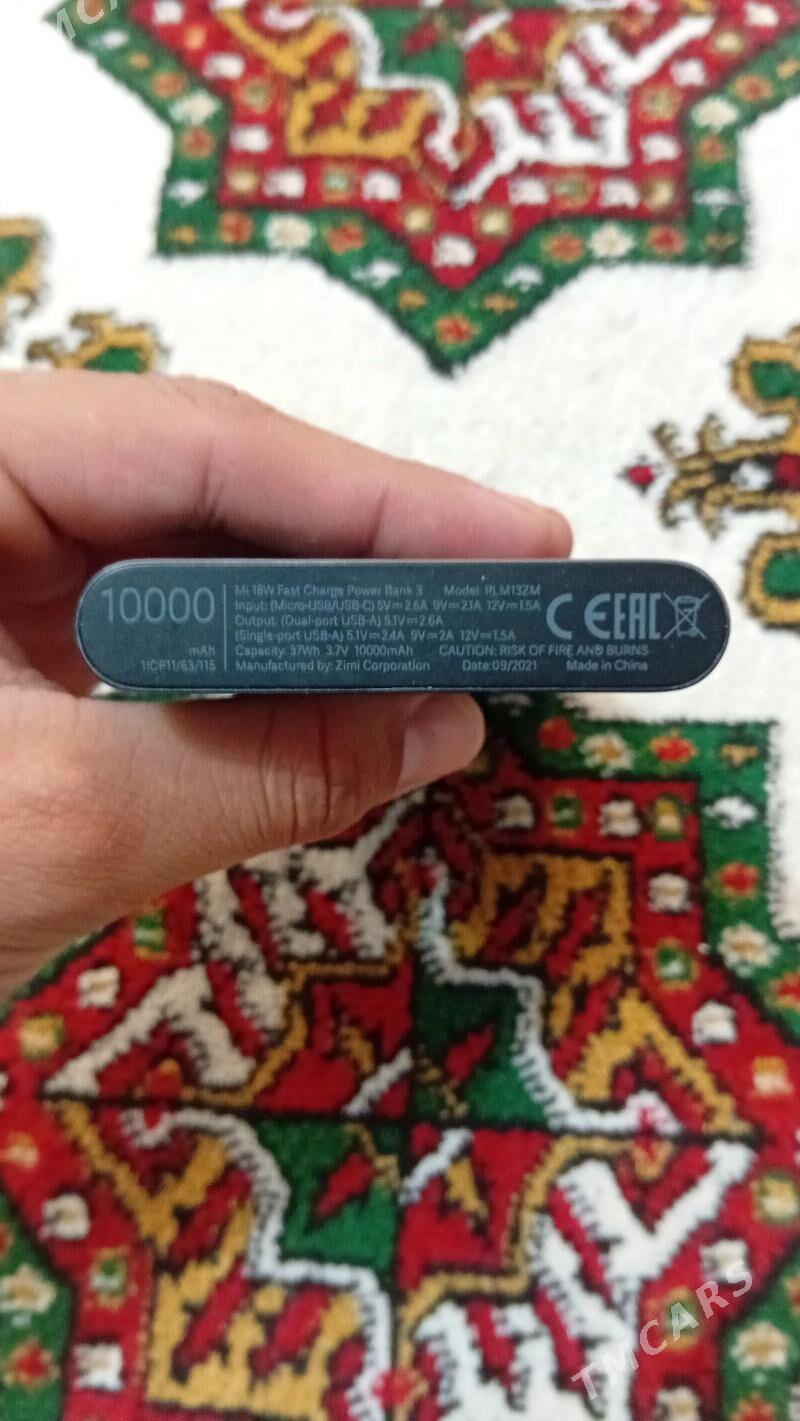 10000
mAh
1ICP11/63/115
Mi 18W Fast Charge Power Bank 3 Model: PLM13ZM
Input: (Micro-USB/USB-C) 5V⎓2.6A 9V⎓2.1A 12V⎓1.5A
Output: (Dual-port USB-A) 5.1V⎓2.6A
(Single-port USB-A) 5.1V⎓2.4A 9V⎓2A 12V⎓1.5A
Capacity: 37Wh 3.7V 10000mAh CAUTION: RISK OF FIRE AND BURNS
Manufactured by: Zimi Corporation Date:09/2021 Made in China
CE EAC
TMCARS